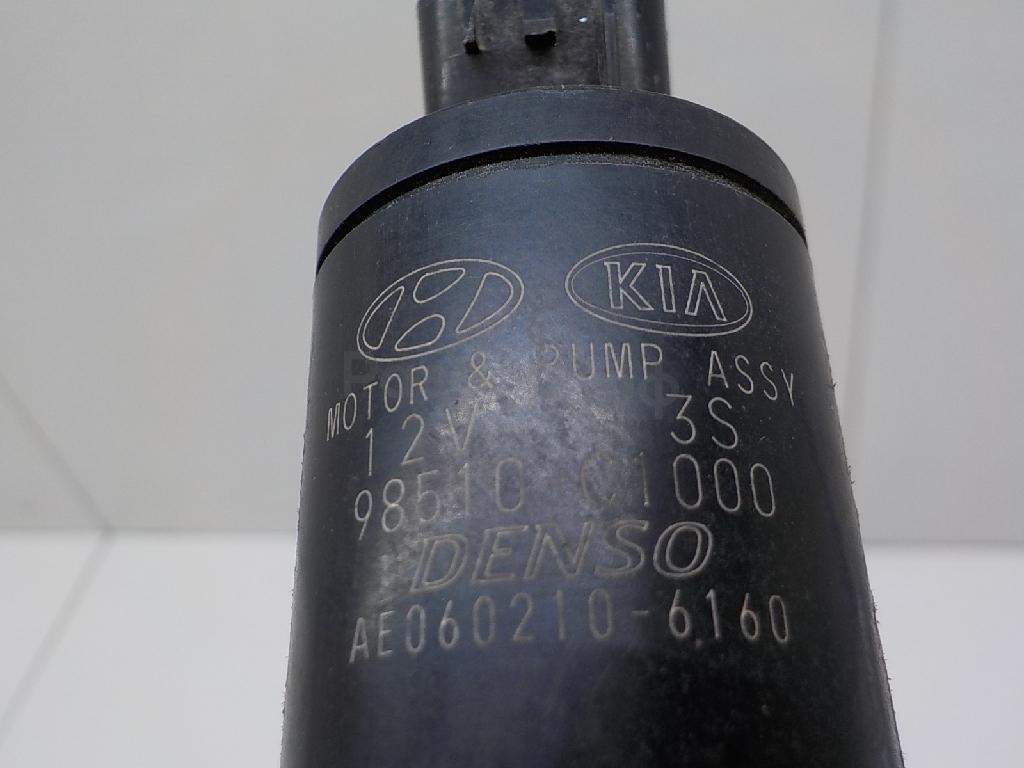 KIA
MOTOR & PUMP ASSY
12V 3S
98510 C1000
DENSO
AE060210-6160